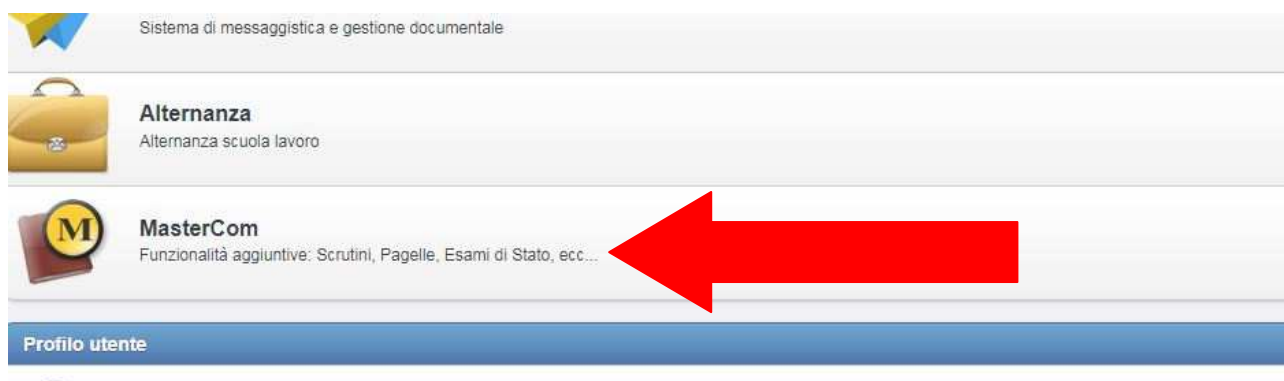 Sistema di messaggistica e gestione documentale
Alternanza
Alternanza scuola lavoro
M
MasterCom
Funzionalità aggiuntive: Scrutini, Pagelle, Esami di Stato, ecc...
Profilo utente